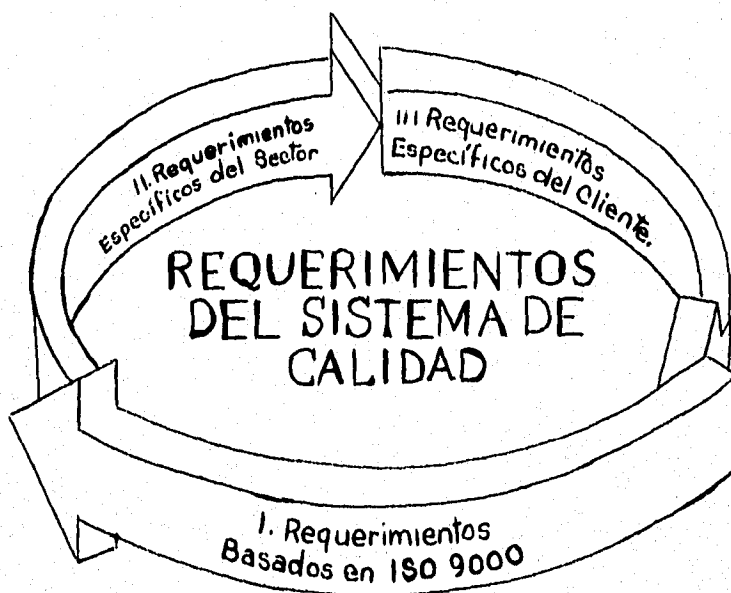 II. Requerimientos
Específicos del Sector
III Requerimientos
Específicos del Cliente.
REQUERIMIENTOS
DEL SISTEMA DE
CALIDAD
I. Requerimientos
Basados en ISO 9000